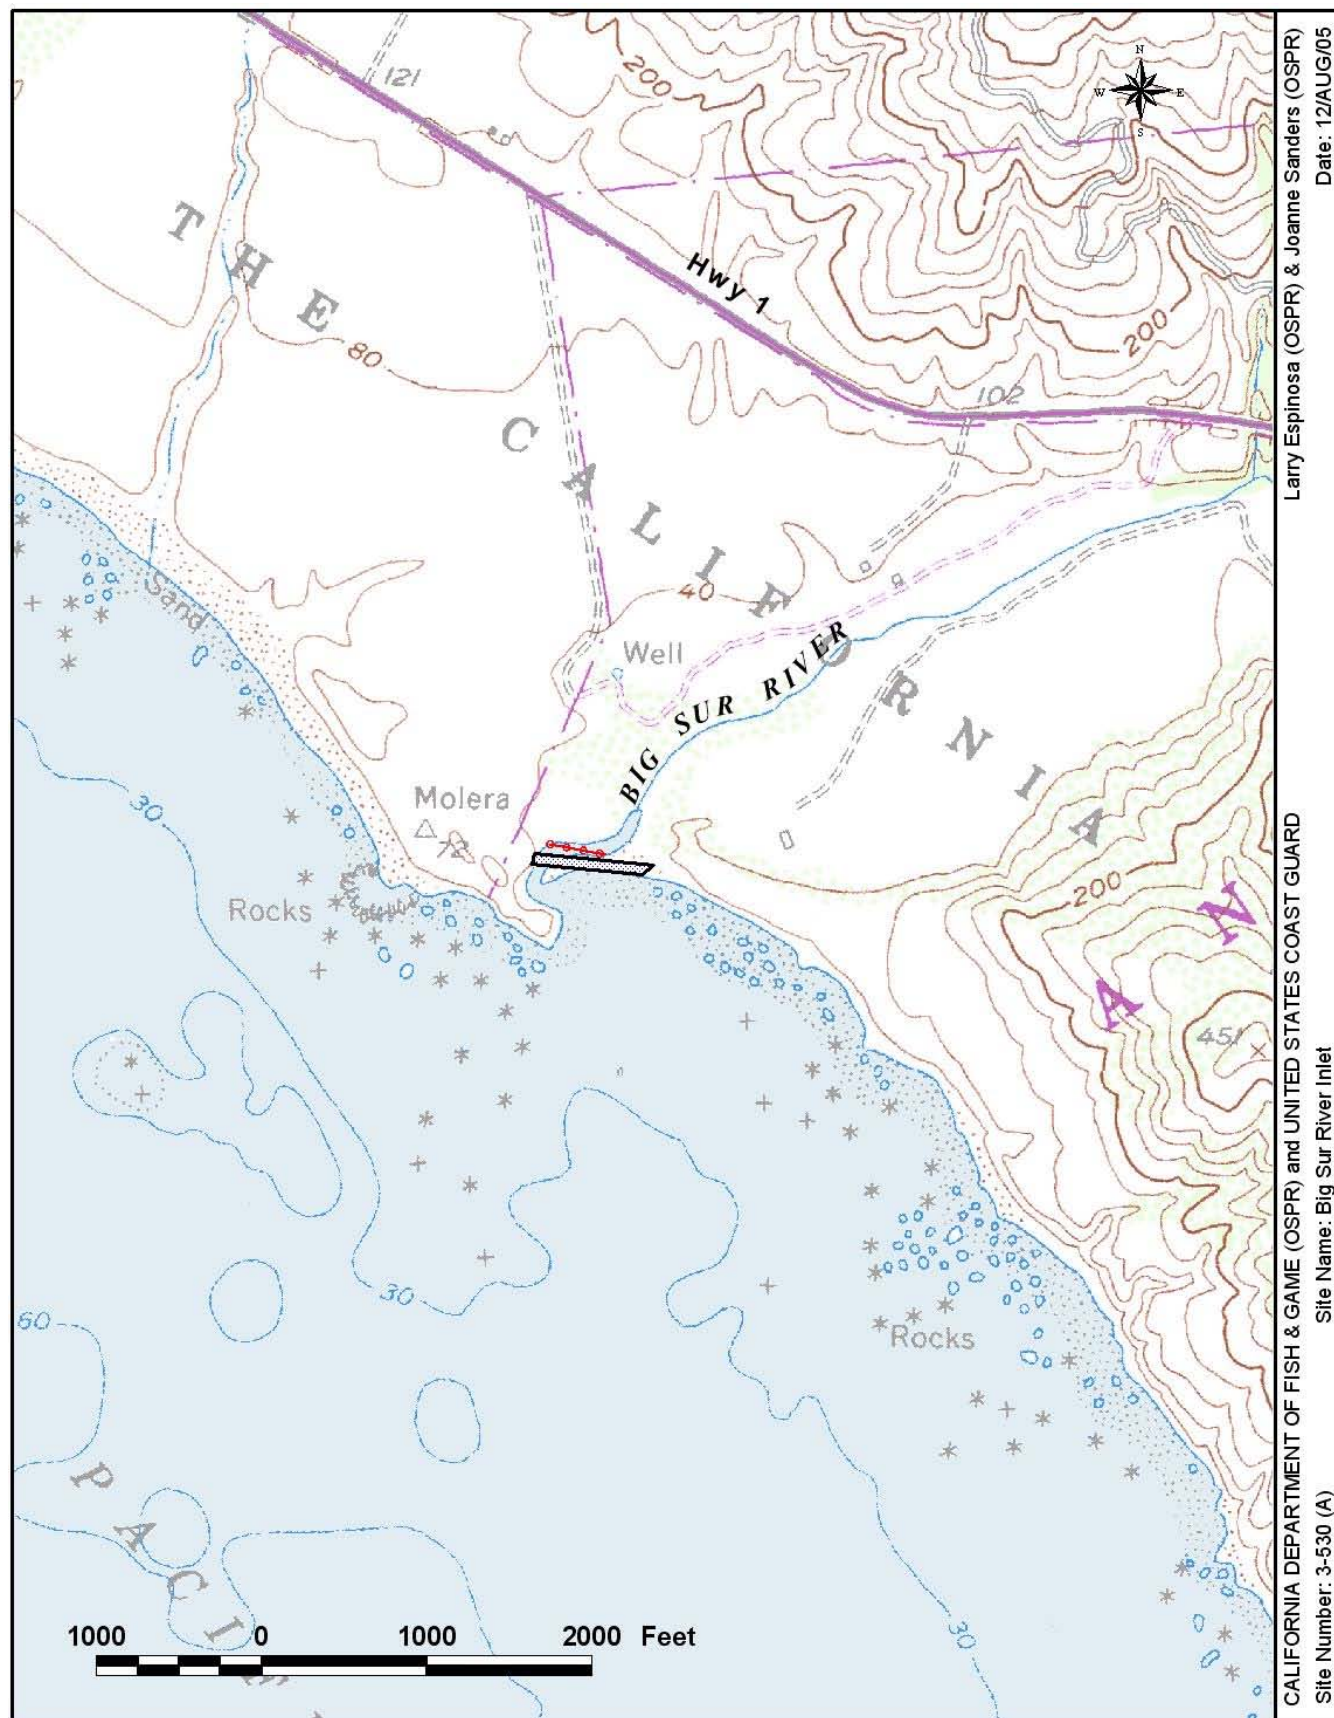 N
W E
S
200
121
THE
Hwy 1
80
200
102
CALIFORNIA
40
Well
BIG SUR RIVER
Sand
30
Molera
72
200
Rocks
A N
451
30
60
Rocks
PACI
30
1000 0 1000 2000 Feet
CALIFORNIA DEPARTMENT OF FISH & GAME (OSPR) and UNITED STATES COAST GUARD
Larry Espinosa (OSPR) & Joanne Sanders (OSPR)
Site Number: 3-530 (A)
Site Name: Big Sur River Inlet
Date: 12/AUG/05